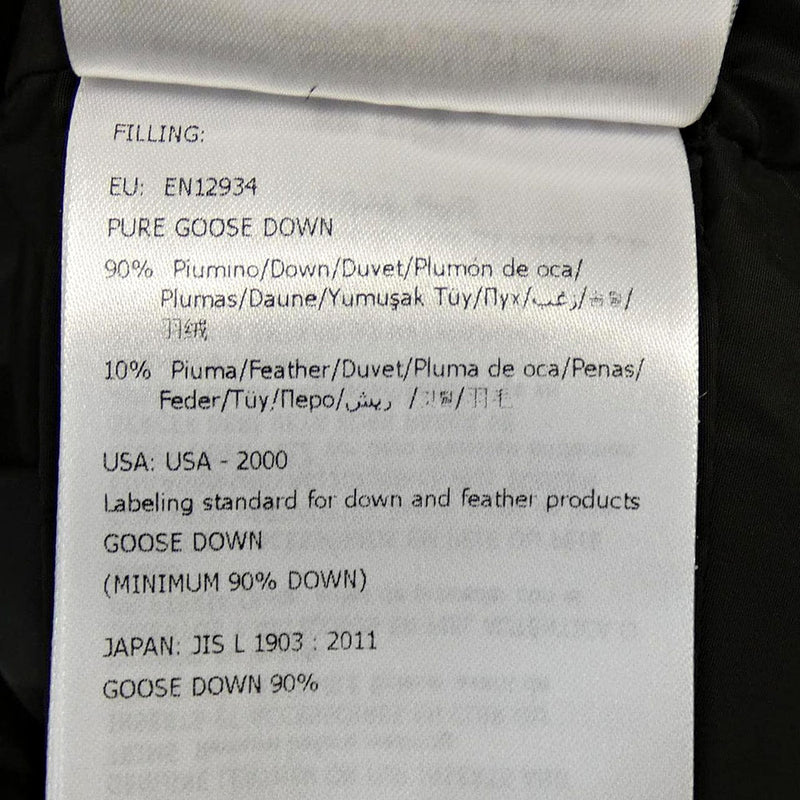 FILLING:
EU: EN12934
PURE GOOSE DOWN
90% Piumino/Down/Duvet/Plumón de oca/
Plumas/Daune/Yumuşak Tüy/Пух/زغب/
羽绒
10% Piuma/Feather/Duvet/Pluma de oca/Penas/
Feder/Tüy/Перо/ریش /羽毛
USA: USA - 2000
Labeling standard for down and feather products
GOOSE DOWN
(MINIMUM 90% DOWN)
JAPAN: JIS L 1903 : 2011
GOOSE DOWN 90%